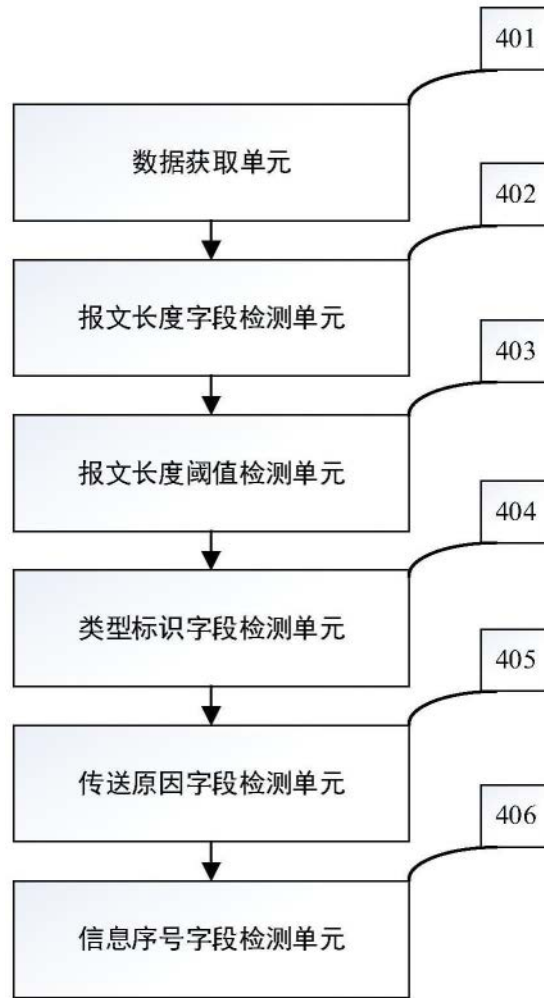 401
数据获取单元
402
报文长度字段检测单元
403
报文长度阈值检测单元
404
类型标识字段检测单元
405
传送原因字段检测单元
406
信息序号字段检测单元